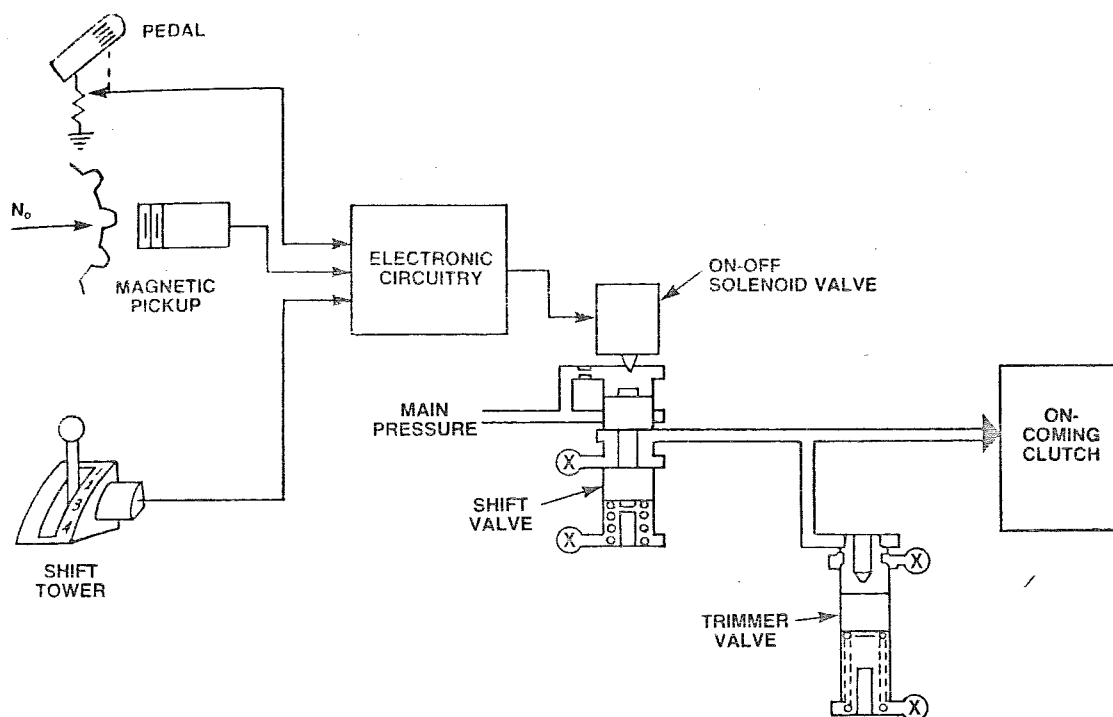 PEDAL
N₀
MAGNETIC
PICKUP
ELECTRONIC
CIRCUITRY
ON-OFF
SOLENOID VALVE
MAIN
PRESSURE
ON-
COMING
CLUTCH
X
SHIFT
VALVE
X
1
3
4
SHIFT
TOWER
X
TRIMMER
VALVE
X